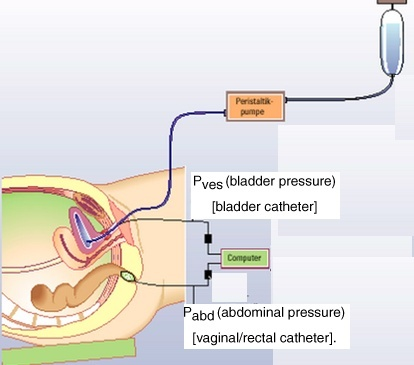 Peristaltik-
pumpe
Pves (bladder pressure)
[bladder catheter]
Computer
Pabd (abdominal pressure)
[vaginal/rectal catheter].